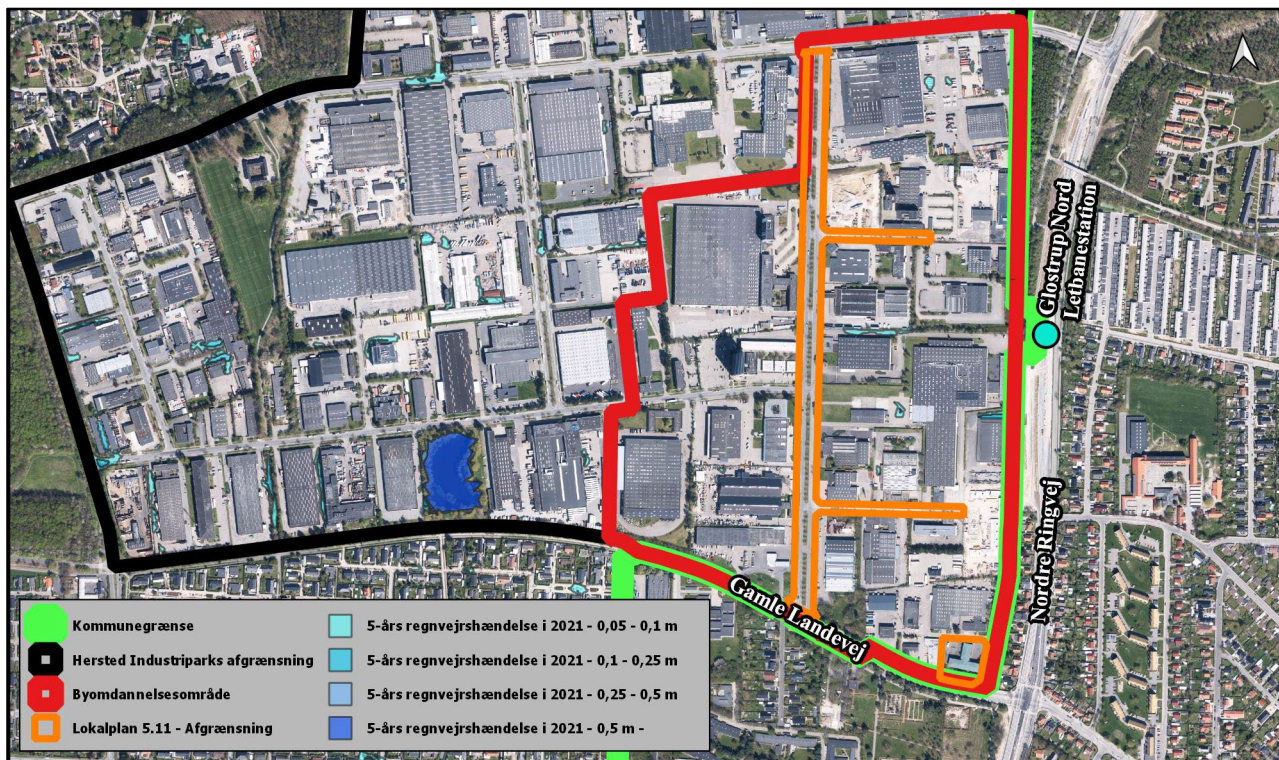 Glostrup Nord
Letbanestation
Nordre Ringvej
Gamle Landevej
Kommunegrænse
Hersted Industriparks afgrænsning
Byomdannelsesområde
Lokalplan 5.11 - Afgrænsning
5-års regnvejrshændelse i 2021 - 0,05 - 0,1 m
5-års regnvejrshændelse i 2021 - 0,1 - 0,25 m
5-års regnvejrshændelse i 2021 - 0,25 - 0,5 m
5-års regnvejrshændelse i 2021 - 0,5 m -